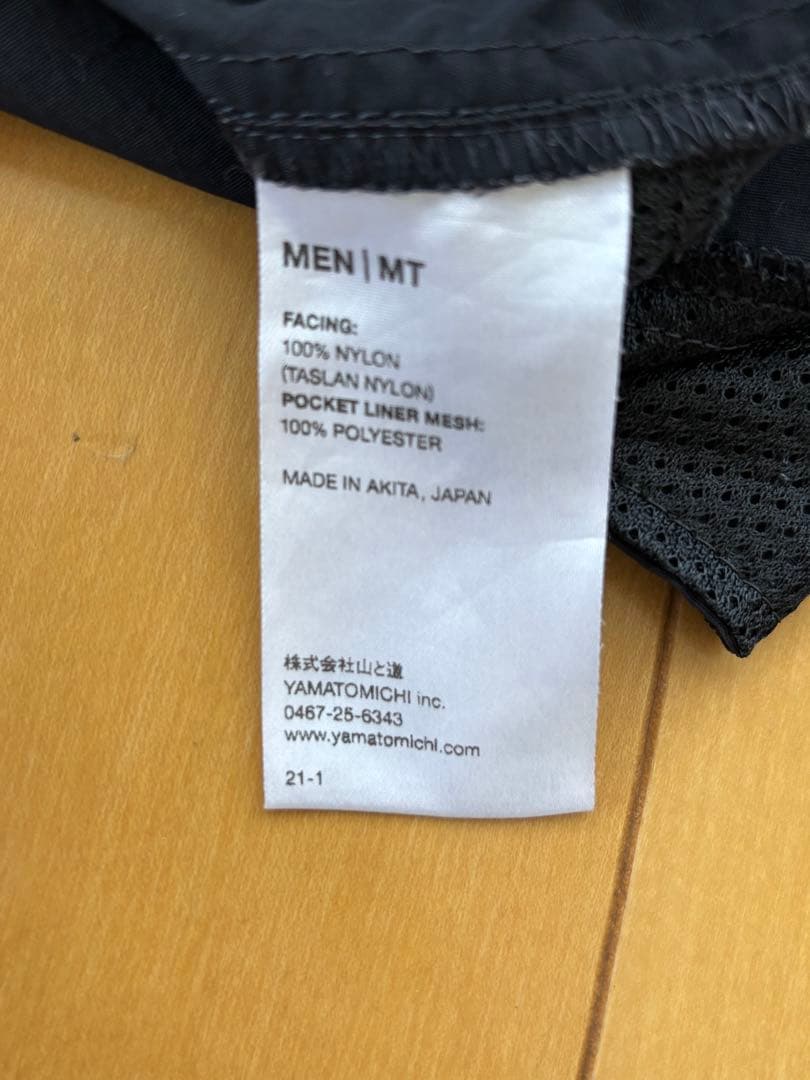 MEN | MT
FACING:
100% NYLON
(TASLAN NYLON)
POCKET LINER MESH:
100% POLYESTER
MADE IN AKITA, JAPAN
株式会社山と道
YAMATOMICHI inc.
0467-25-6343
www.yamatomichi.com
21-1